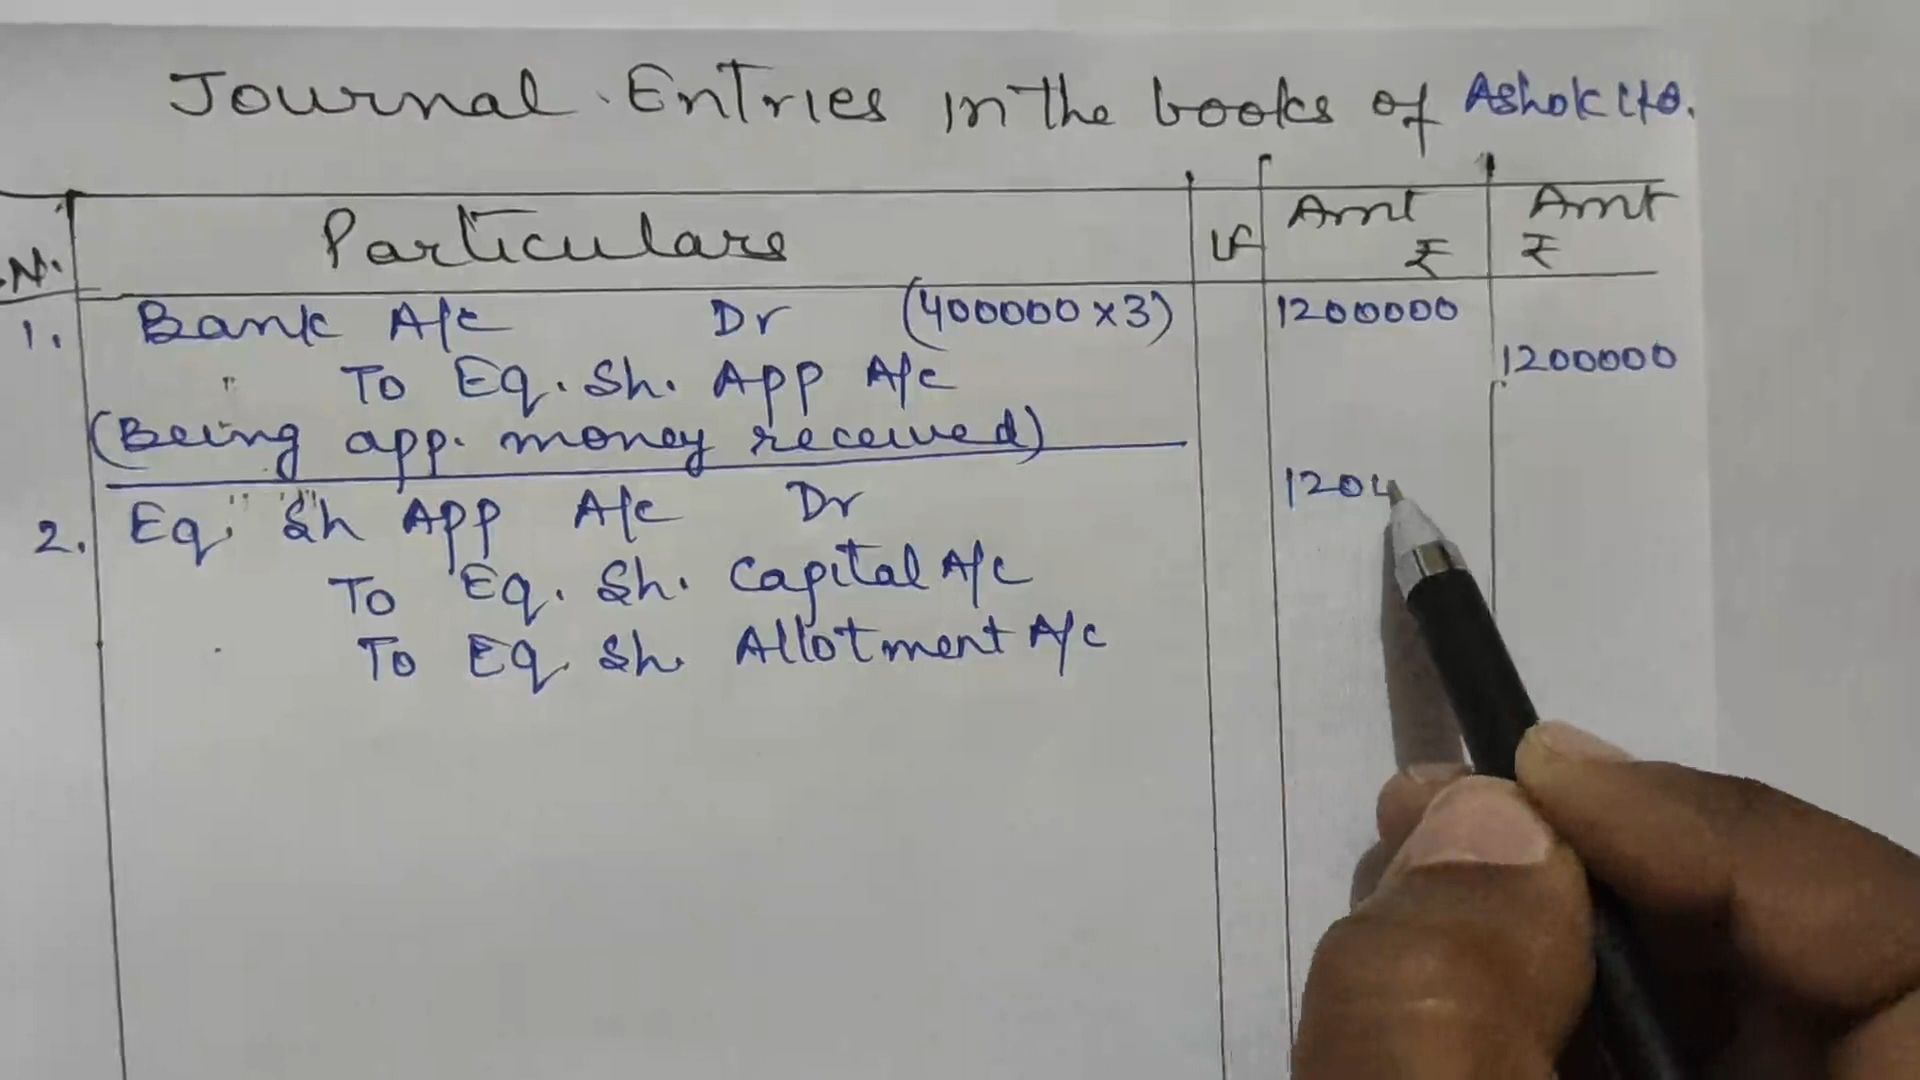 Journal Entries in the books of Ashok Ltd.
.N. Particulars LF Amt ₹ Amt ₹
1. Bank A/c Dr (400000 × 3) 1200000
" To Eq. Sh. App A/c 1200000
(Being app. money received)
2. Eq. Sh App A/c Dr 120
To Eq. Sh. Capital A/c
To Eq. Sh. Allotment A/c